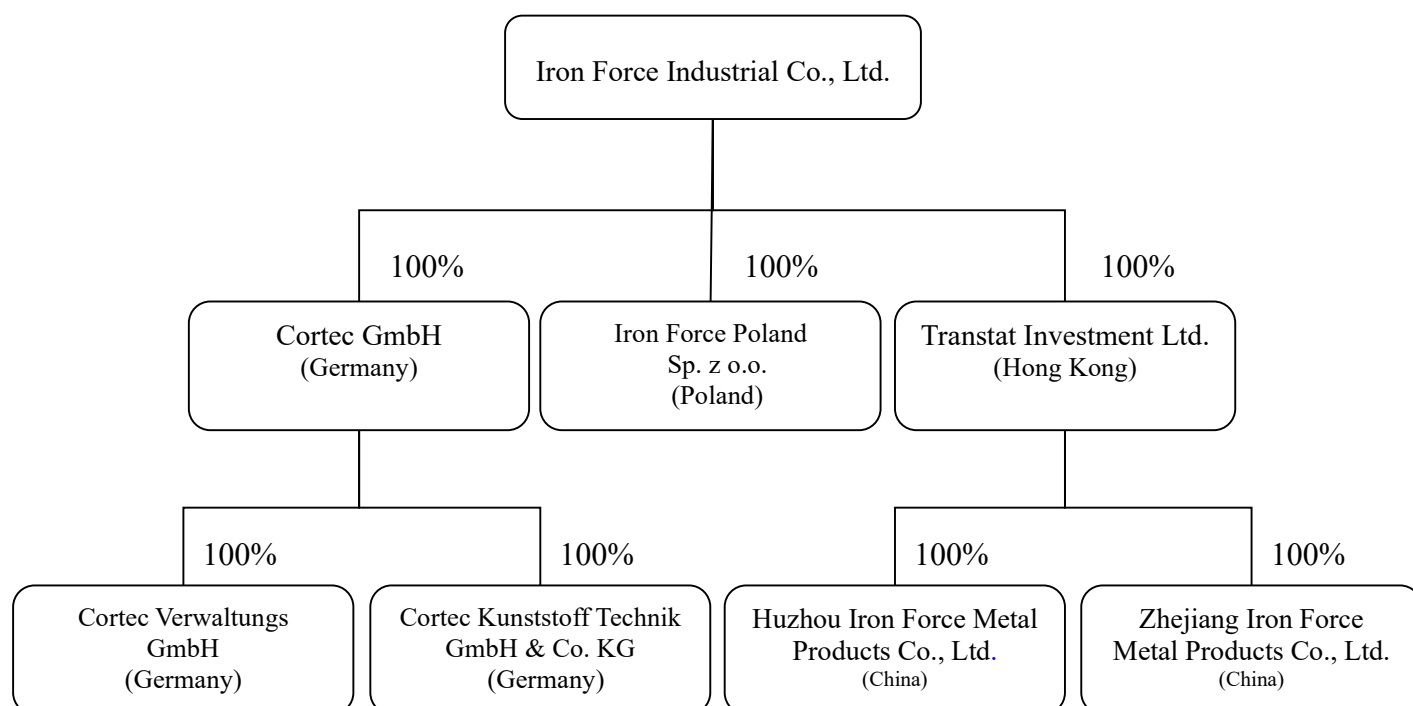 Iron Force Industrial Co., Ltd.
100%
100%
100%
Cortec GmbH
(Germany)
Iron Force Poland
Sp. z o.o.
(Poland)
Transtat Investment Ltd.
(Hong Kong)
100%
100%
100%
100%
Cortec Verwaltungs
GmbH
(Germany)
Cortec Kunststoff Technik
GmbH & Co. KG
(Germany)
Huzhou Iron Force Metal
Products Co., Ltd.
(China)
Zhejiang Iron Force
Metal Products Co., Ltd.
(China)